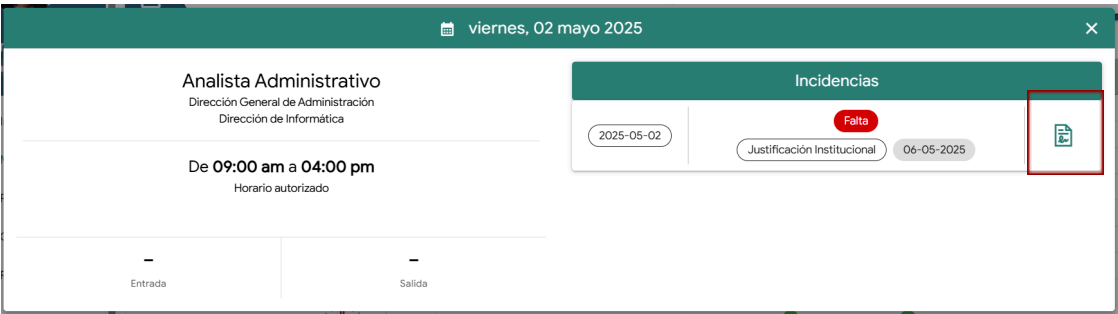 viernes, 02 mayo 2025
Analista Administrativo
Dirección General de Administración
Dirección de Informática
De 09:00 am a 04:00 pm
Horario autorizado
–
Entrada
–
Salida
Incidencias
2025-05-02
Falta
Justificación Institucional
06-05-2025